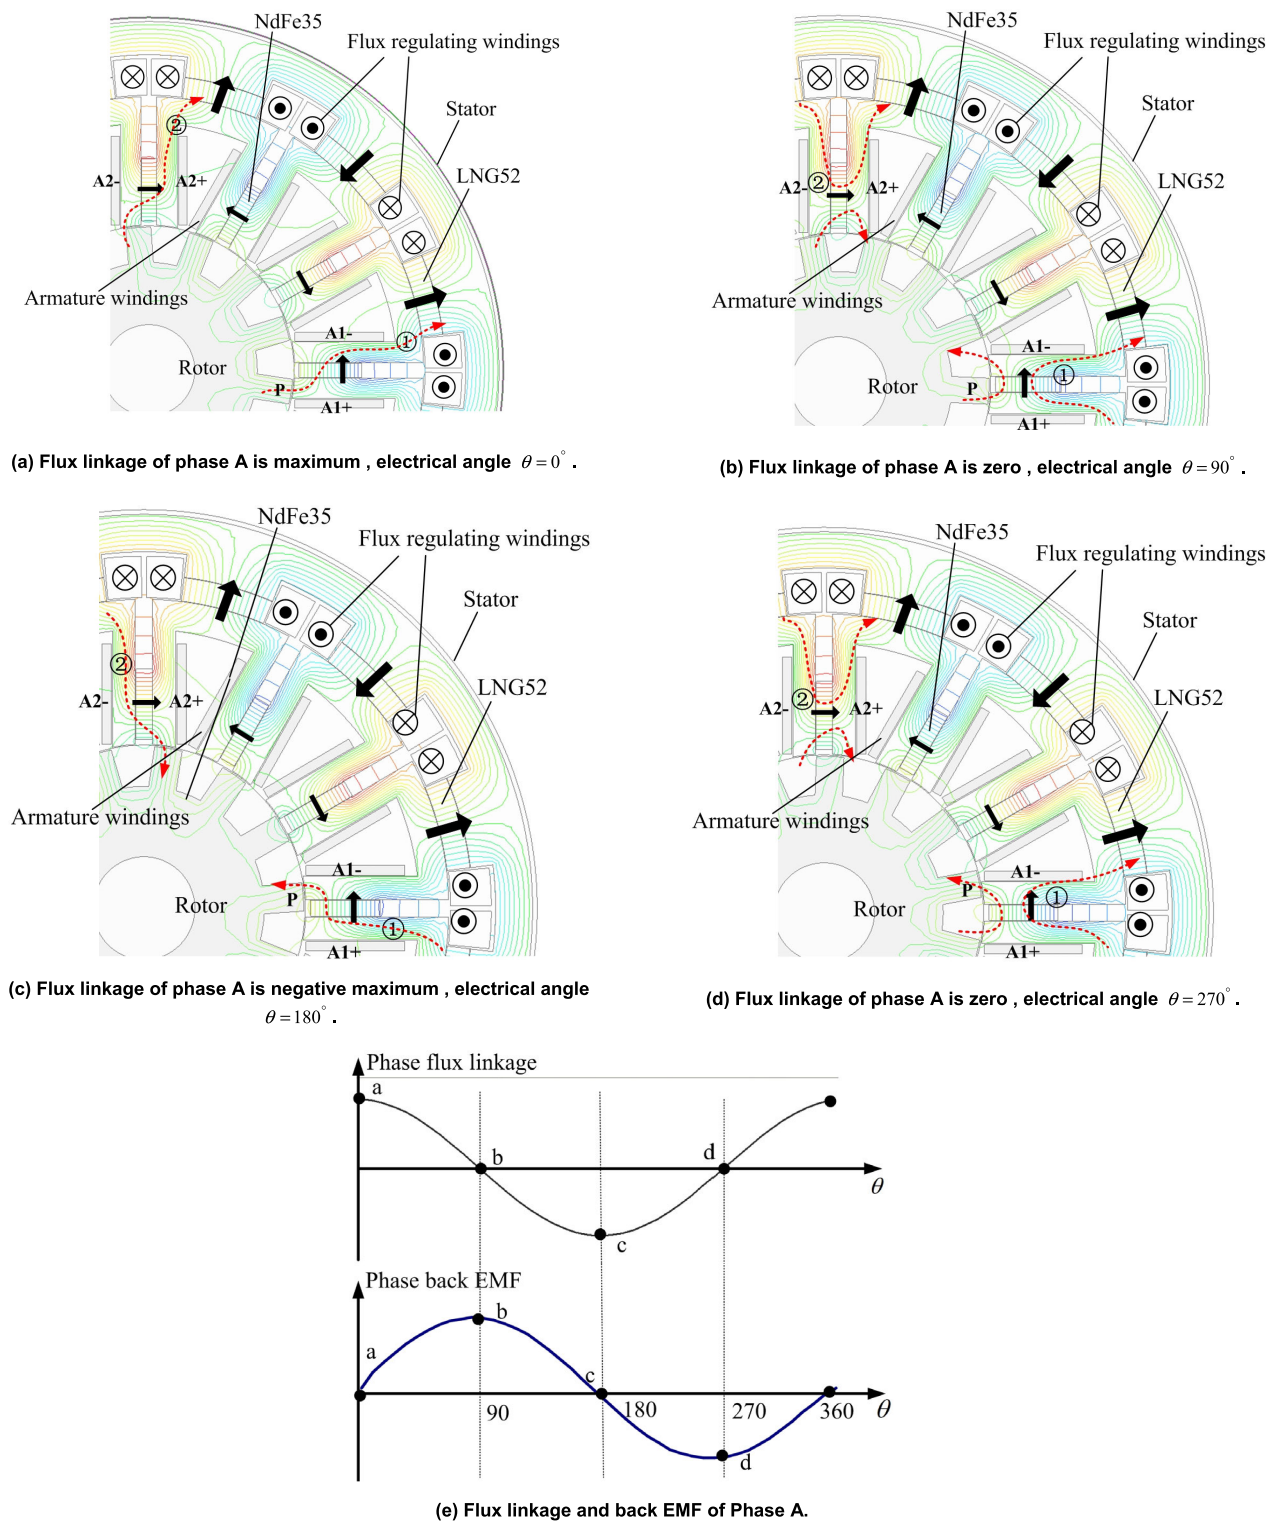 NdFe35
Flux regulating windings
Stator
LNG52
②
A2- A2+
Armature windings
A1-
①
Rotor
P
A1+
(a) Flux linkage of phase A is maximum , electrical angle θ=0° .
NdFe35
Flux regulating windings
Stator
LNG52
②
A2- A2+
Armature windings
A1-
①
Rotor
P
A1+
(b) Flux linkage of phase A is zero , electrical angle θ=90° .
NdFe35
Flux regulating windings
Stator
②
LNG52
A2- A2+
Armature windings
A1-
P
Rotor
①
A1+
(c) Flux linkage of phase A is negative maximum , electrical angle
θ=180° .
NdFe35
Flux regulating windings
Stator
LNG52
②
A2- A2+
Armature windings
A1-
P
①
Rotor
A1+
(d) Flux linkage of phase A is zero , electrical angle θ=270° .
Phase flux linkage
a
b
d
θ
c
Phase back EMF
b
a
c
90 180 270 360 θ
d
(e) Flux linkage and back EMF of Phase A.